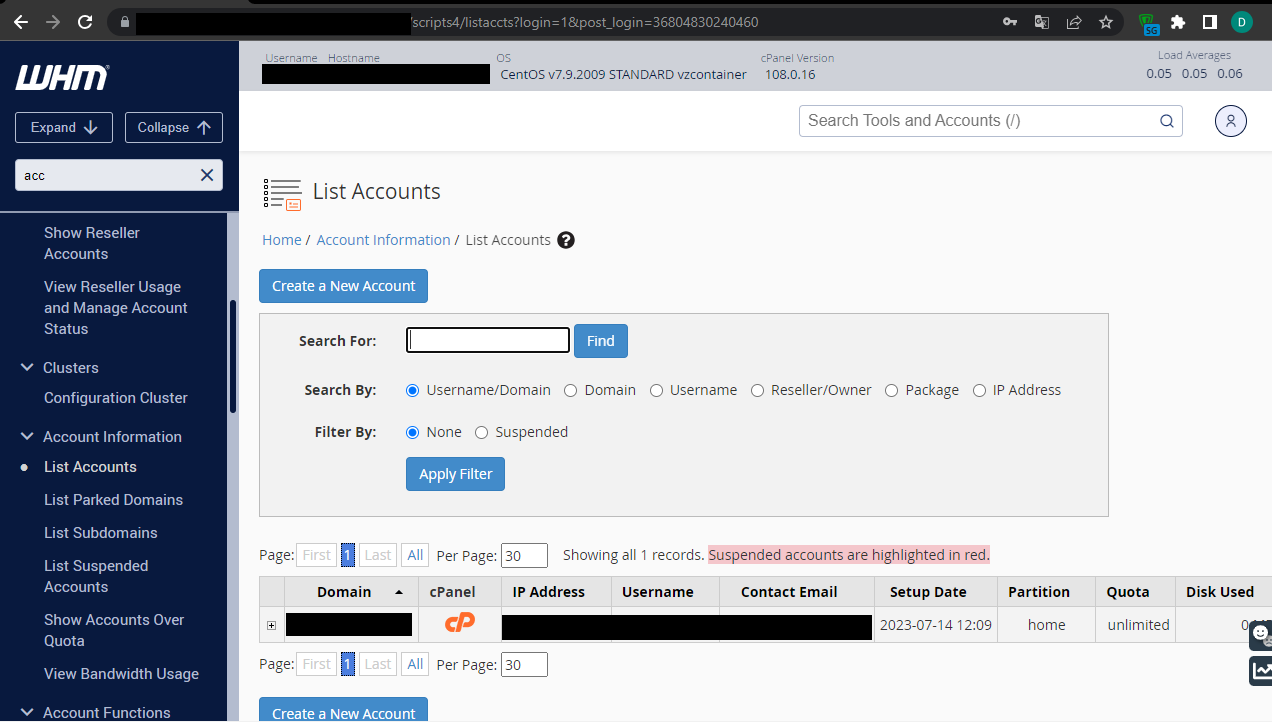 /scripts4/listaccts?login=1&post_login=36804830240460
SG
D
WHM
Username Hostname OS cPanel Version Load Averages
CentOS v7.9.2009 STANDARD vzcontainer 108.0.16 0.05 0.05 0.06
Expand Collapse
Search Tools and Accounts (/)
acc
Show Reseller
Accounts
View Reseller Usage
and Manage Account
Status
Clusters
Configuration Cluster
Account Information
List Accounts
List Parked Domains
List Subdomains
List Suspended
Accounts
Show Accounts Over
Quota
View Bandwidth Usage
Account Functions
List Accounts
Home / Account Information / List Accounts ?
Create a New Account
Search For: Find
Search By: Username/Domain Domain Username Reseller/Owner Package IP Address
Filter By: None Suspended
Apply Filter
Page: First 1 Last All Per Page: 30 Showing all 1 records. Suspended accounts are highlighted in red.
Domain cPanel IP Address Username Contact Email Setup Date Partition Quota Disk Used
cP 2023-07-14 12:09 home unlimited
Page: First 1 Last All Per Page: 30
Create a New Account